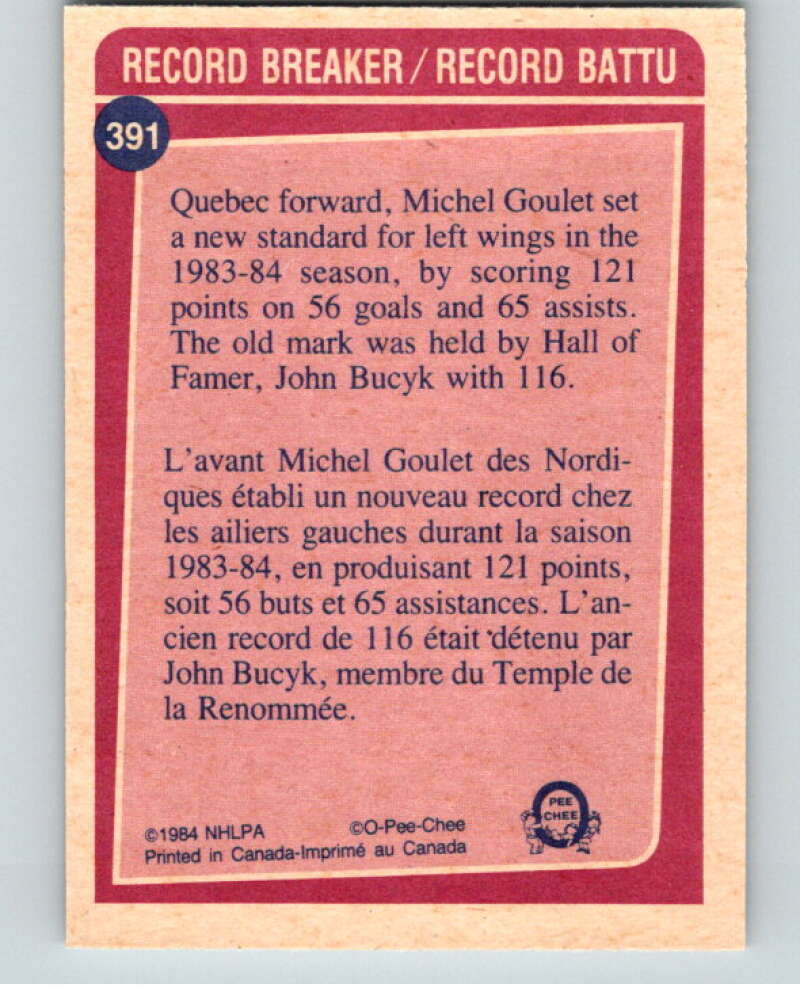 RECORD BREAKER / RECORD BATTU
391
Quebec forward, Michel Goulet set
a new standard for left wings in the
1983-84 season, by scoring 121
points on 56 goals and 65 assists.
The old mark was held by Hall of
Famer, John Bucyk with 116.
L'avant Michel Goulet des Nordi-
ques établi un nouveau record chez
les ailiers gauches durant la saison
1983-84, en produisant 121 points,
soit 56 buts et 65 assistances. L'an-
cien record de 116 était détenu par
John Bucyk, membre du Temple de
la Renommée.
©1984 NHLPA ©O-Pee-Chee
Printed in Canada-Imprimé au Canada
PEE
CHEE